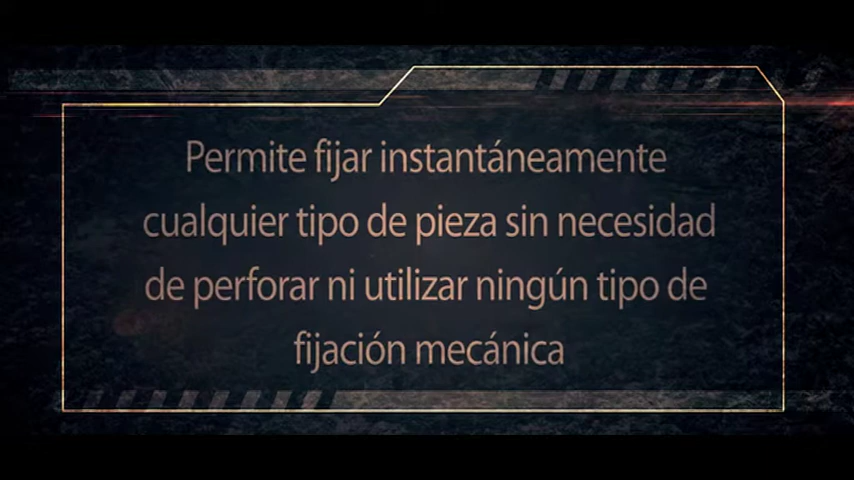 Permite fijar instantáneamente
cualquier tipo de pieza sin necesidad
de perforar ni utilizar ningún tipo de
fijación mecánica